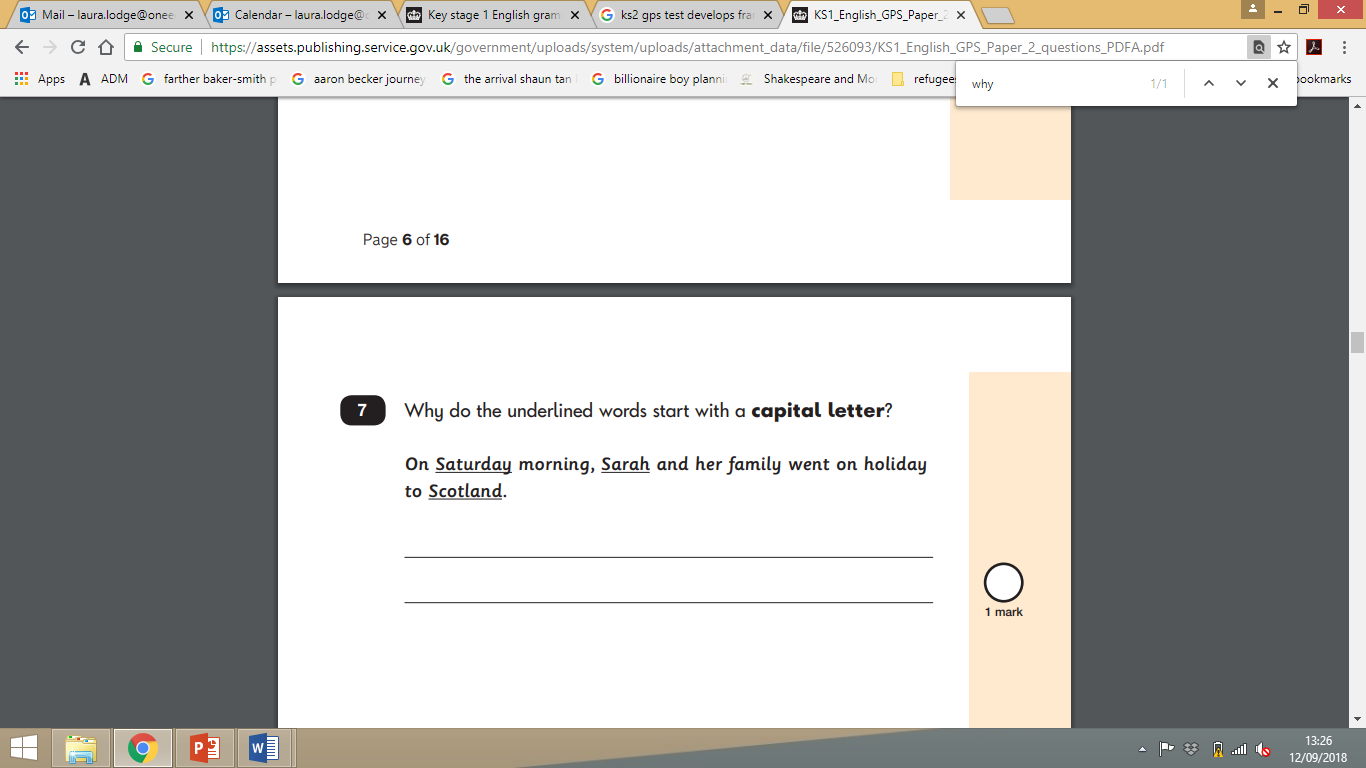 Mail – laura.lodge@onee
Calendar – laura.lodge@o
Key stage 1 English gram
ks2 gps test develops fra
KS1_English_GPS_Paper_2
Secure
https://assets.publishing.service.gov.uk/government/uploads/system/uploads/attachment_data/file/526093/KS1_English_GPS_Paper_2_questions_PDFA.pdf
Apps
ADM
farther baker-smith p
aaron becker journey
the arrival shaun tan
billionaire boy planni
Shakespeare and Mo
refugees
bookmarks
why
1/1
Page 6 of 16
7
Why do the underlined words start with a capital letter?
On Saturday morning, Sarah and her family went on holiday
to Scotland.
1 mark
13:26
12/09/2018